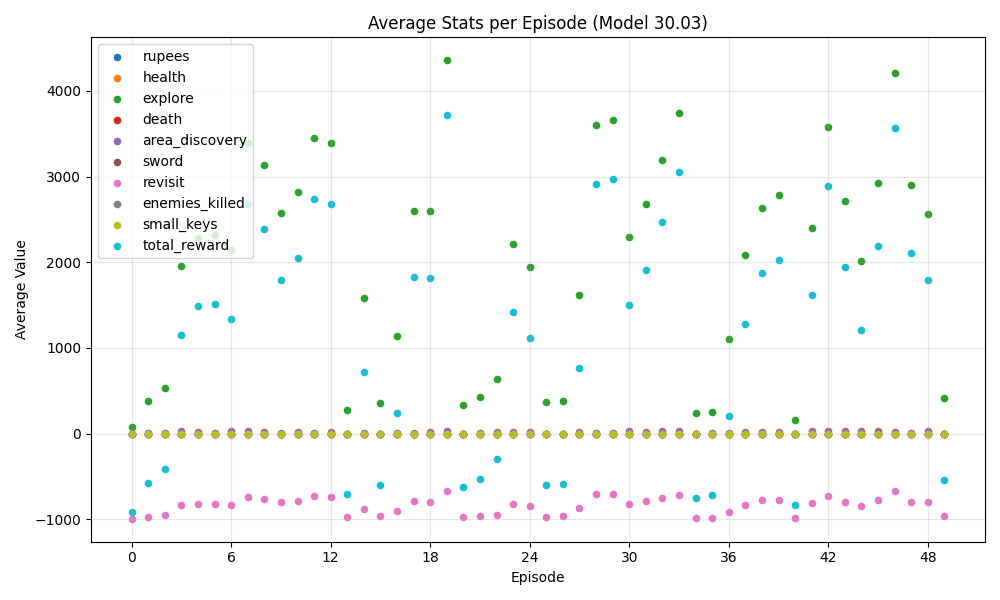 Average Stats per Episode (Model 30.03)
rupees
health
explore
death
area_discovery
sword
revisit
enemies_killed
small_keys
total_reward
Average Value
4000
3000
2000
1000
0
−1000
0 6 12 18 24 30 36 42 48
Episode